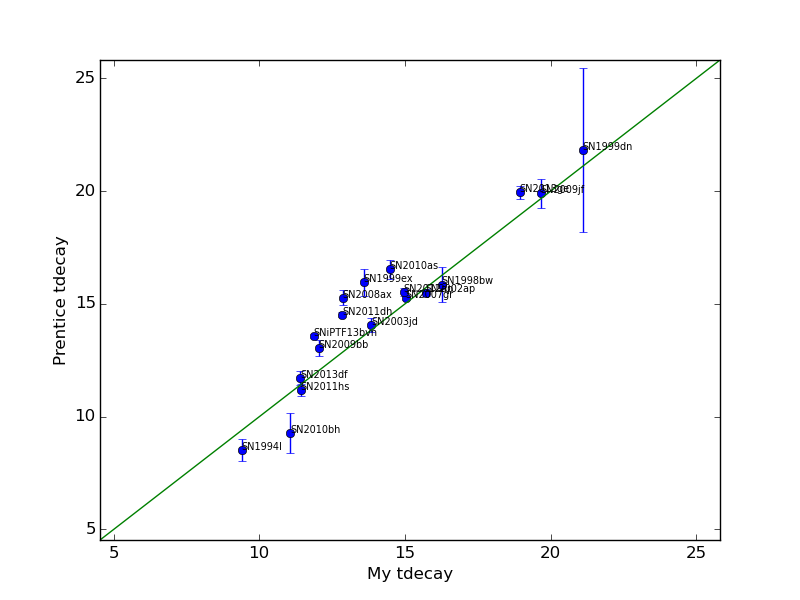 25
SN1999dn
20
SN2009jf
SN2010as
SN1999ex
SN1998bw
SN2008ax
SN2007gr
15
SN2011dh
SN2003jd
SNiPTF13bvn
SN2009bb
SN2013df
SN2011hs
10
SN2010bh
SN1994I
5
5 10 15 20 25
My tdecay
Prentice tdecay